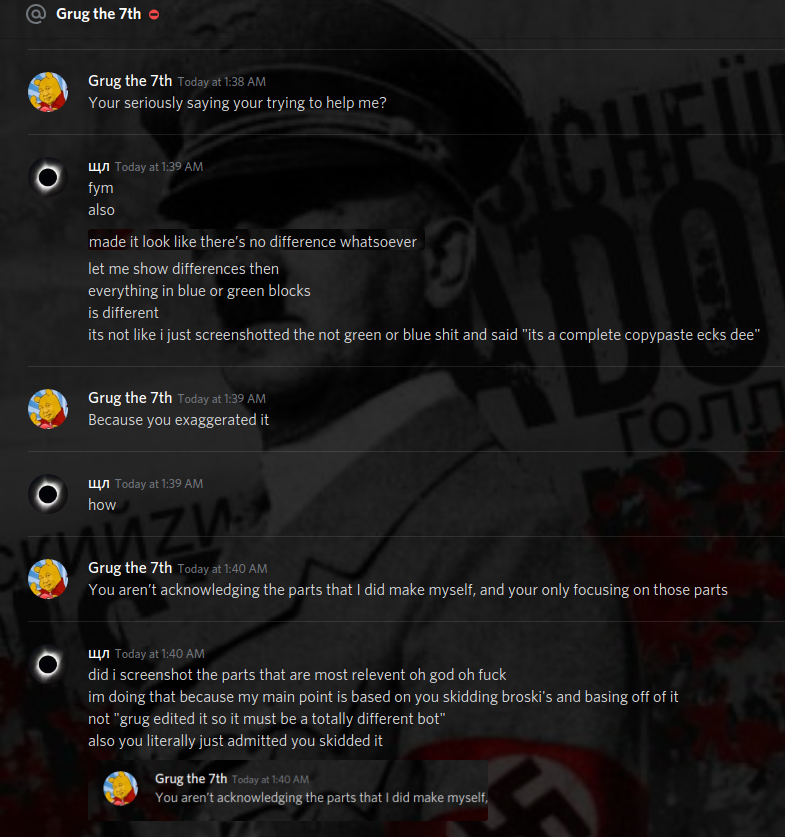 @ Grug the 7th
Grug the 7th Today at 1:38 AM
Your seriously saying your trying to help me?
щл Today at 1:39 AM
fym
also
made it look like there's no difference whatsoever
let me show differences then
everything in blue or green blocks
is different
its not like i just screenshotted the not green or blue shit and said "its a complete copypaste ecks dee"
Grug the 7th Today at 1:39 AM
Because you exaggerated it
щл Today at 1:39 AM
how
Grug the 7th Today at 1:40 AM
You aren't acknowledging the parts that I did make myself, and your only focusing on those parts
щл Today at 1:40 AM
did i screenshot the parts that are most relevent oh god oh fuck
im doing that because my main point is based on you skidding broski's and basing off of it
not "grug edited it so it must be a totally different bot"
also you literally just admitted you skidded it
Grug the 7th Today at 1:40 AM
You aren't acknowledging the parts that I did make myself,